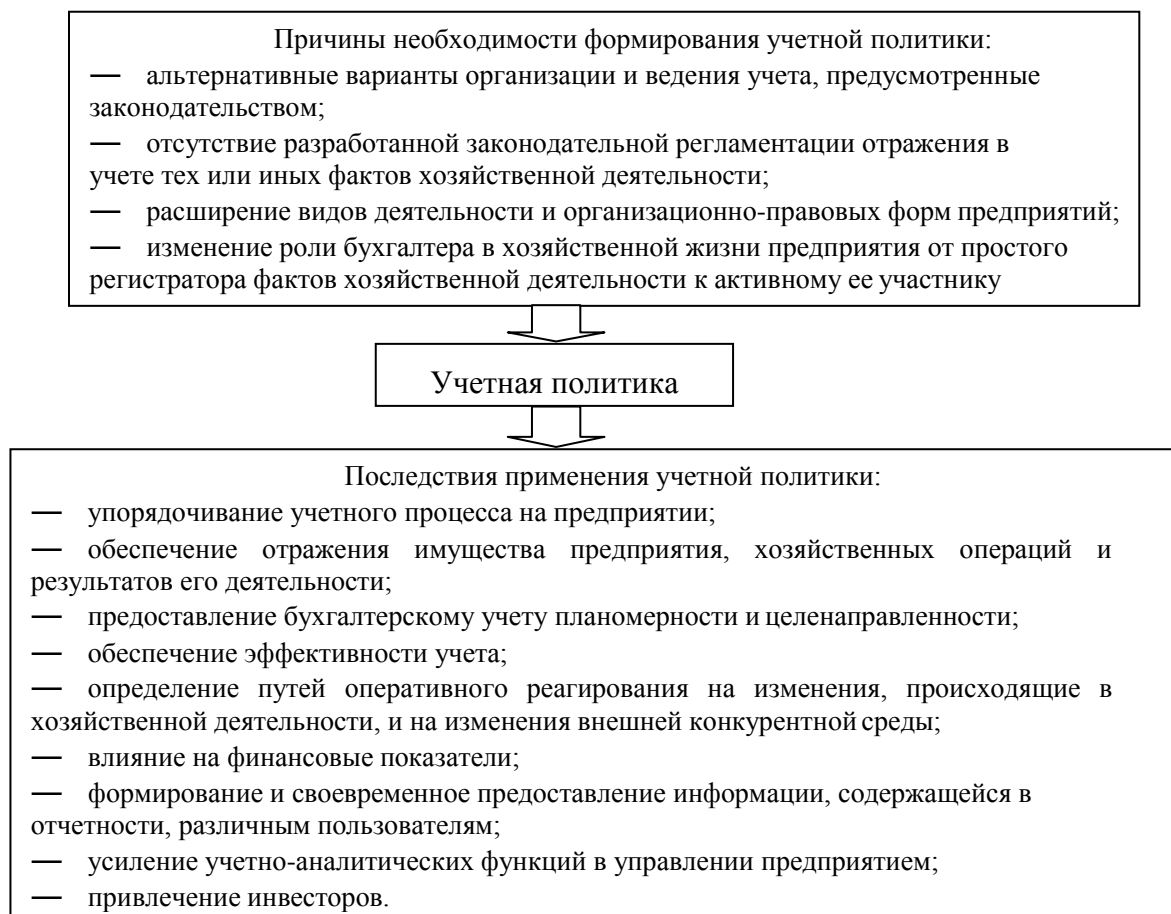 Причины необходимости формирования учетной политики:
— альтернативные варианты организации и ведения учета, предусмотренные
законодательством;
— отсутствие разработанной законодательной регламентации отражения в
учете тех или иных фактов хозяйственной деятельности;
— расширение видов деятельности и организационно-правовых форм предприятий;
— изменение роли бухгалтера в хозяйственной жизни предприятия от простого
регистратора фактов хозяйственной деятельности к активному ее участнику
Учетная политика
Последствия применения учетной политики:
— упорядочивание учетного процесса на предприятии;
— обеспечение отражения имущества предприятия, хозяйственных операций и
результатов его деятельности;
— предоставление бухгалтерскому учету планомерности и целенаправленности;
— обеспечение эффективности учета;
— определение путей оперативного реагирования на изменения, происходящие в
хозяйственной деятельности, и на изменения внешней конкурентной среды;
— влияние на финансовые показатели;
— формирование и своевременное предоставление информации, содержащейся в
отчетности, различным пользователям;
— усиление учетно-аналитических функций в управлении предприятием;
— привлечение инвесторов.